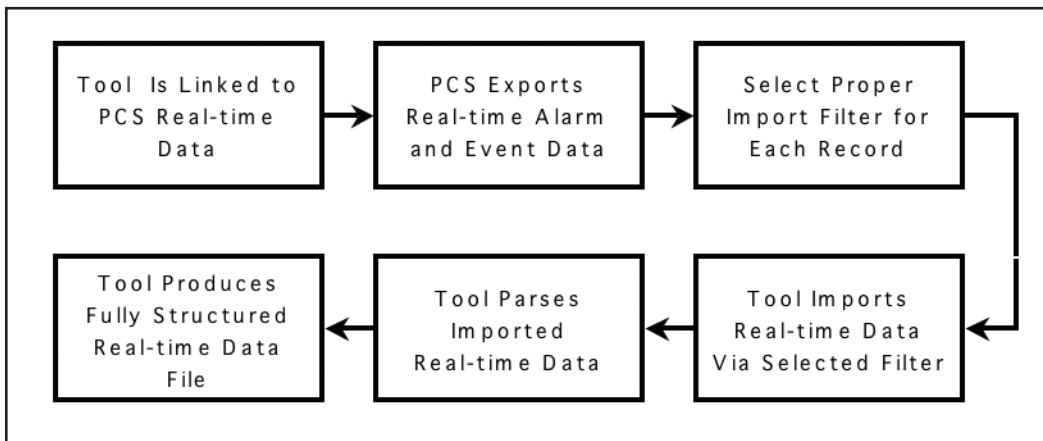 Tool Is Linked to
PCS Real-time
Data
PCS Exports
Real-time Alarm
and Event Data
Select Proper
Import Filter for
Each Record
Tool Imports
Real-time Data
Via Selected Filter
Tool Parses
Imported
Real-time Data
Tool Produces
Fully Structured
Real-time Data
File